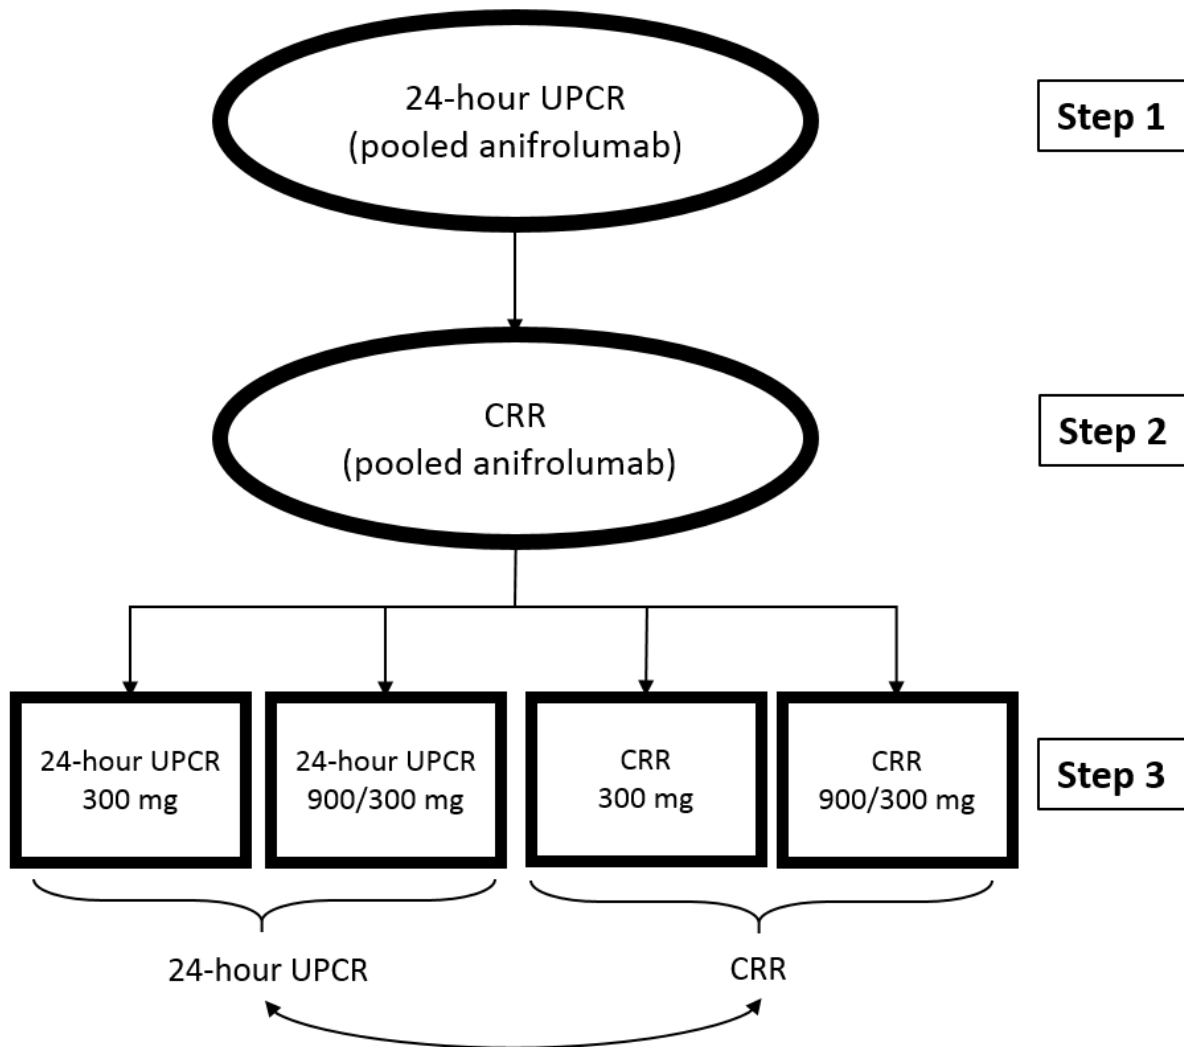 24-hour UPCR
(pooled anifrolumab)
Step 1
CRR
(pooled anifrolumab)
Step 2
24-hour UPCR
300 mg
24-hour UPCR
900/300 mg
CRR
300 mg
CRR
900/300 mg
Step 3
24-hour UPCR
CRR